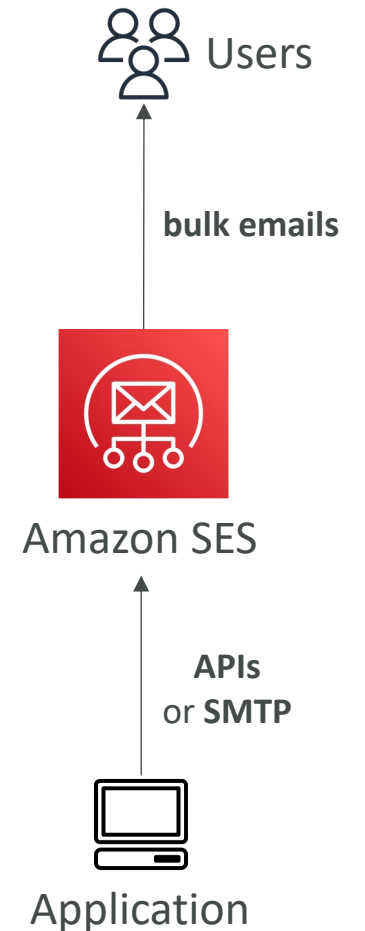 Users
bulk emails
Amazon SES
APIs
or SMTP
Application